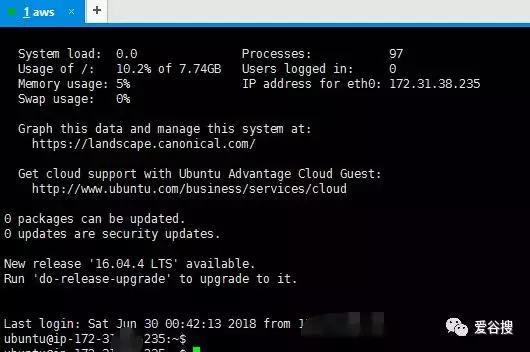 1 aws × +
System load: 0.0 Processes: 97
Usage of /: 10.2% of 7.74GB Users logged in: 0
Memory usage: 5% IP address for eth0: 172.31.38.235
Swap usage: 0%
Graph this data and manage this system at:
https://landscape.canonical.com/
Get cloud support with Ubuntu Advantage Cloud Guest:
http://www.ubuntu.com/business/services/cloud
0 packages can be updated.
0 updates are security updates.
New release '16.04.4 LTS' available.
Run 'do-release-upgrade' to upgrade to it.
Last login: Sat Jun 30 00:42:13 2018 from
ubuntu@ip-172-3 235:~$
ubuntu@ip-172-31 235:~$
爱谷搜